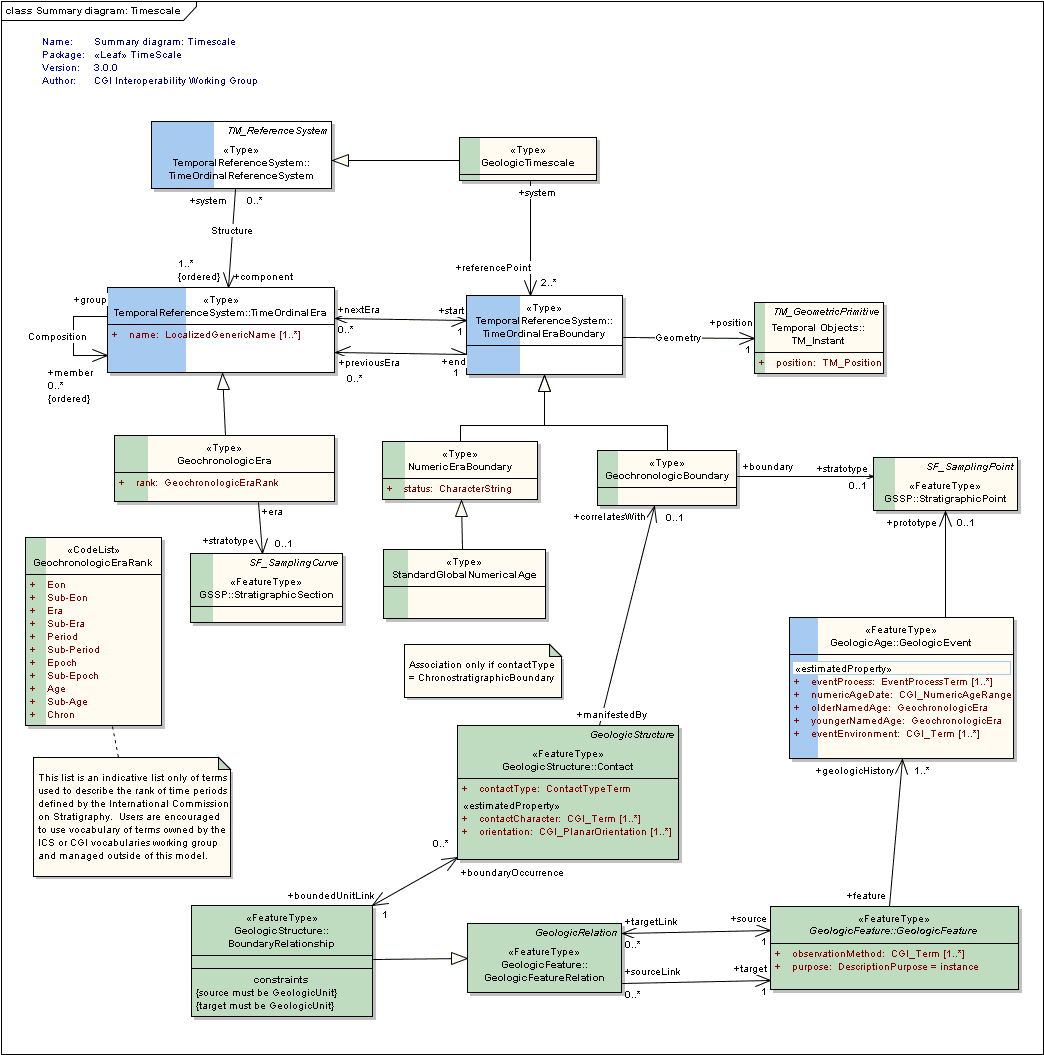 class Summary diagram: Timescale
Name: Summary diagram: Timescale
Package: «Leaf» TimeScale
Version: 3.0.0
Author: CGI Interoperability Working Group
TM_ReferenceSystem
«Type»
TemporalReferenceSystem::
TimeOrdinalReferenceSystem
«Type»
GeologicTimescale
+system 0..*
+system
Structure
1..*
{ordered} +component
+referencePoint
2..*
+group
«Type»
TemporalReferenceSystem::TimeOrdinalEra
+ name: LocalizedGenericName [1..*]
Composition
+member
0..*
{ordered}
+nextEra
0..*
+start
1
+previousEra
0..*
+end
1
«Type»
TemporalReferenceSystem::
TimeOrdinalEraBoundary
Geometry
+position
1
TM_GeometricPrimitive
Temporal Objects::
TM_Instant
+ position: TM_Position
«Type»
GeochronologicEra
+ rank: GeochronologicEraRank
«Type»
NumericEraBoundary
+ status: CharacterString
«Type»
GeochronologicBoundary
+boundary
+stratotype
0..1
SF_SamplingPoint
«FeatureType»
GSSP::StratigraphicPoint
+era
+stratotype 0..1
+correlatesWith 0..1
+prototype 0..1
«CodeList»
GeochronologicEraRank
+ Eon
+ Sub-Eon
+ Era
+ Sub-Era
+ Period
+ Sub-Period
+ Epoch
+ Sub-Epoch
+ Age
+ Sub-Age
+ Chron
SF_SamplingCurve
«FeatureType»
GSSP::StratigraphicSection
«Type»
StandardGlobalNumericalAge
«FeatureType»
GeologicAge::GeologicEvent
«estimatedProperty»
+ eventProcess: EventProcessTerm [1..*]
+ numericAgeDate: CGI_NumericAgeRange
+ olderNamedAge: GeochronologicEra
+ youngerNamedAge: GeochronologicEra
+ eventEnvironment: CGI_Term [1..*]
Association only if contactType
= ChronostratigraphicBoundary
+manifestedBy
GeologicStructure
«FeatureType»
GeologicStructure::Contact
+ contactType: ContactTypeTerm
«estimatedProperty»
+ contactCharacter: CGI_Term [1..*]
+ orientation: CGI_PlanarOrientation [1..*]
+geologicHistory 1..*
This list is an indicative list only of terms
used to describe the rank of time periods
defined by the International Commission
on Stratigraphy. Users are encouraged
to use vocabulary of terms owned by the
ICS or CGI vocabularies working group
and managed outside of this model.
0..*
+boundaryOccurrence
+boundedUnitLink
1
+feature
«FeatureType»
GeologicStructure::
BoundaryRelationship
constraints
{source must be GeologicUnit}
{target must be GeologicUnit}
GeologicRelation
«FeatureType»
GeologicFeature::
GeologicFeatureRelation
+targetLink
0..*
+source
1
+sourceLink
0..*
+target
1
«FeatureType»
GeologicFeature::GeologicFeature
+ observationMethod: CGI_Term [1..*]
+ purpose: DescriptionPurpose = instance